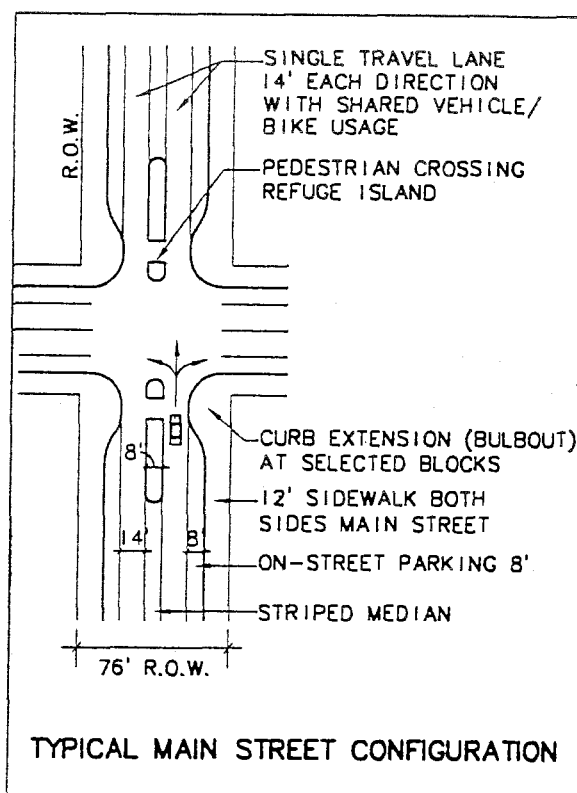 SINGLE TRAVEL LANE
14' EACH DIRECTION
WITH SHARED VEHICLE/
BIKE USAGE
R.O.W.
PEDESTRIAN CROSSING
REFUGE ISLAND
CURB EXTENSION (BULBOUT)
AT SELECTED BLOCKS
8'
12' SIDEWALK BOTH
SIDES MAIN STREET
14'
8'
ON-STREET PARKING 8'
STRIPED MEDIAN
76' R.O.W.
TYPICAL MAIN STREET CONFIGURATION